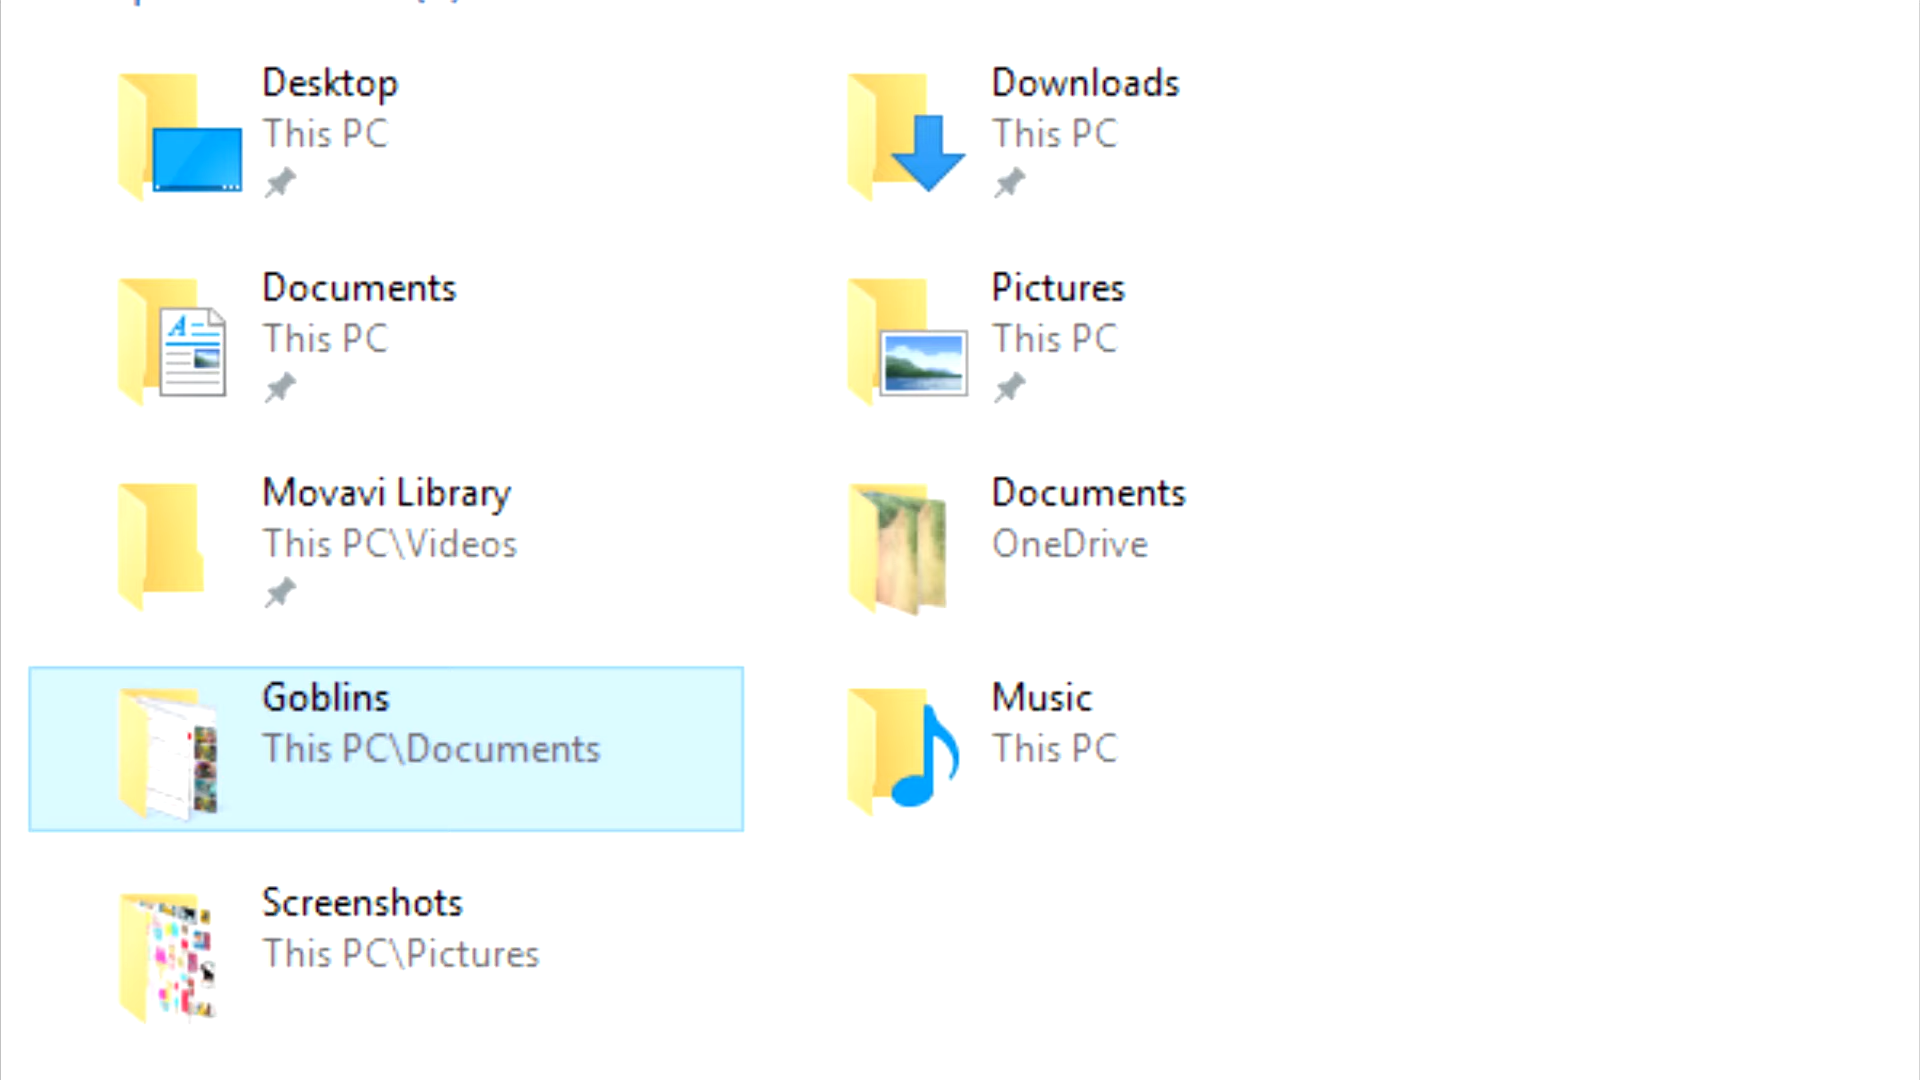 Desktop
This PC
Downloads
This PC
Documents
This PC
Pictures
This PC
Movavi Library
This PC\Videos
Documents
OneDrive
Goblins
This PC\Documents
Music
This PC
Screenshots
This PC\Pictures